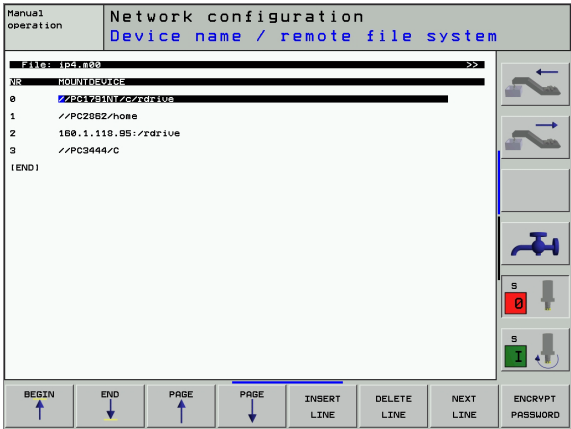 Manual
operation
Network configuration
Device name / remote file system
File: ip4.m00 >>
NR MOUNTDEVICE
0 //PC1791NT/c/rdrive
1 //PC2862/home
2 160.1.118.95:/rdrive
3 //PC3444/C
[END]
S
0
S
I
BEGIN
END
PAGE
PAGE
INSERT
LINE
DELETE
LINE
NEXT
LINE
ENCRYPT
PASSWORD